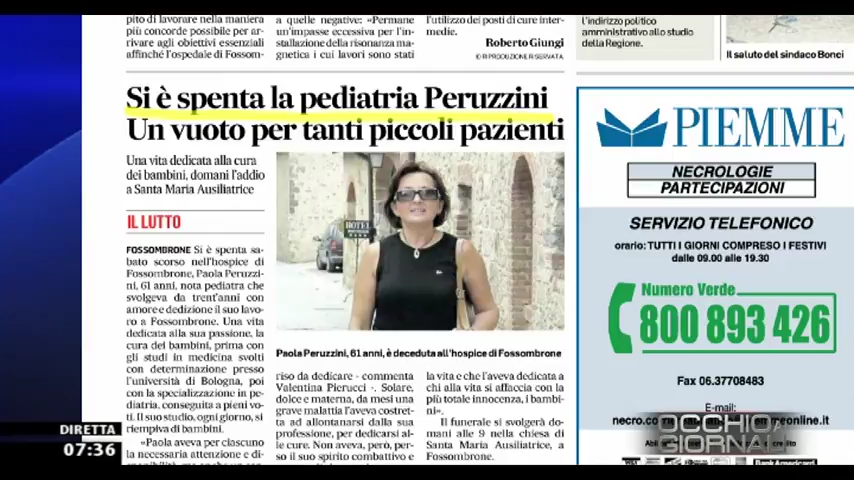 pito di lavorare nella maniera
più concorde possibile per ar-
rivare agli obiettivi essenziali
affinché l'ospedale di Fossom-
a quelle negative: «Permane
un'impasse eccessiva per l'in-
stallazione della risonanza ma-
gnetica i cui lavori sono stati
l'utilizzo dei posti di cure inter-
medie.
Roberto Giungi
© RIPRODUZIONE RISERVATA
l'indirizzo politico
amministrativo allo studio
della Regione.
Il saluto del sindaco Bonci
Si è spenta la pediatria Peruzzini
Un vuoto per tanti piccoli pazienti
Una vita dedicata alla cura
dei bambini, domani l'addio
a Santa Maria Ausiliatrice
IL LUTTO
FOSSOMBRONE Si è spenta sa-
bato scorso nell'hospice di
Fossombrone, Paola Peruzzi-
ni, 61 anni, nota pediatra che
svolgeva da trent'anni con
amore e dedizione il suo lavo-
ro a Fossombrone. Una vita
dedicata alla sua passione, la
cura dei bambini, prima con
gli studi in medicina svolti
con determinazione presso
l'università di Bologna, poi
con la specializzazione in pe-
diatria, conseguita a pieni vo-
ti. Il suo studio, ogni giorno, si
riempiva di bambini.
«Paola aveva per ciascuno
la necessaria attenzione e di-
HOTEL
Paola Peruzzini, 61 anni, è deceduta all'hospice di Fossombrone
riso da dedicare - commenta
Valentina Pierucci -. Solare,
dolce e materna, da mesi una
grave malattia l'aveva costret-
ta ad allontanarsi dalla sua
professione, per dedicarsi al-
le cure. Non aveva, però, per-
so il suo spirito combattivo e
la vita e che l'aveva dedicata a
chi alla vita si affaccia con la
più totale innocenza, i bambi-
ni».
Il funerale si svolgerà do-
mani alle 9 nella chiesa di
Santa Maria Ausiliatrice, a
Fossombrone.
PIEMME
NECROLOGIE
PARTECIPAZIONI
SERVIZIO TELEFONICO
orario: TUTTI I GIORNI COMPRESO I FESTIVI
dalle 09.00 alle 19.30
Numero Verde
800 893 426
Fax 06.37708483
E-mail:
OCCHIO
GIORNALI
DIRETTA
07:36